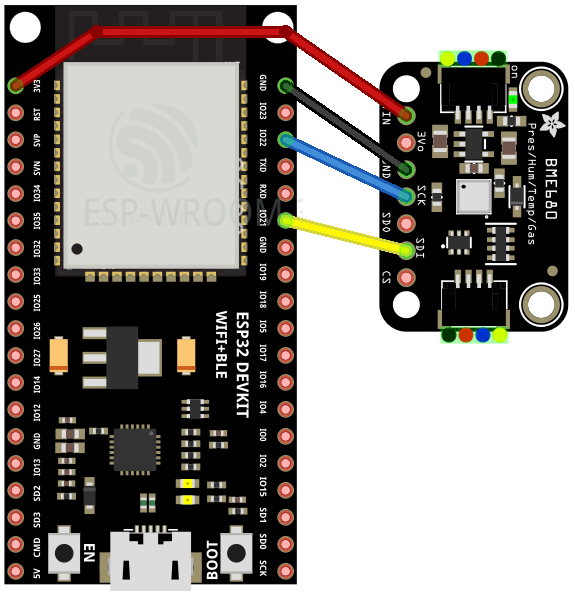 3V3
RST
SVP
SVN
IO34
IO35
IO32
IO33
IO25
IO26
IO27
IO14
IO12
GND
IO13
SD2
SD3
CMD
5V
ESP-WROOM
ESP32 DEVKIT
WIFI+BLE
EN
BOOT
GND
IO23
IO22
TXD
RXD
IO21
GND
IO19
IO18
IO5
IO17
IO16
IO4
IO0
IO2
IO15
SD1
SD0
SCK
IN
3Vo
ND
SCK
SDO
SDI
CS
on
BME680
Pres/Hum/Temp/Gas